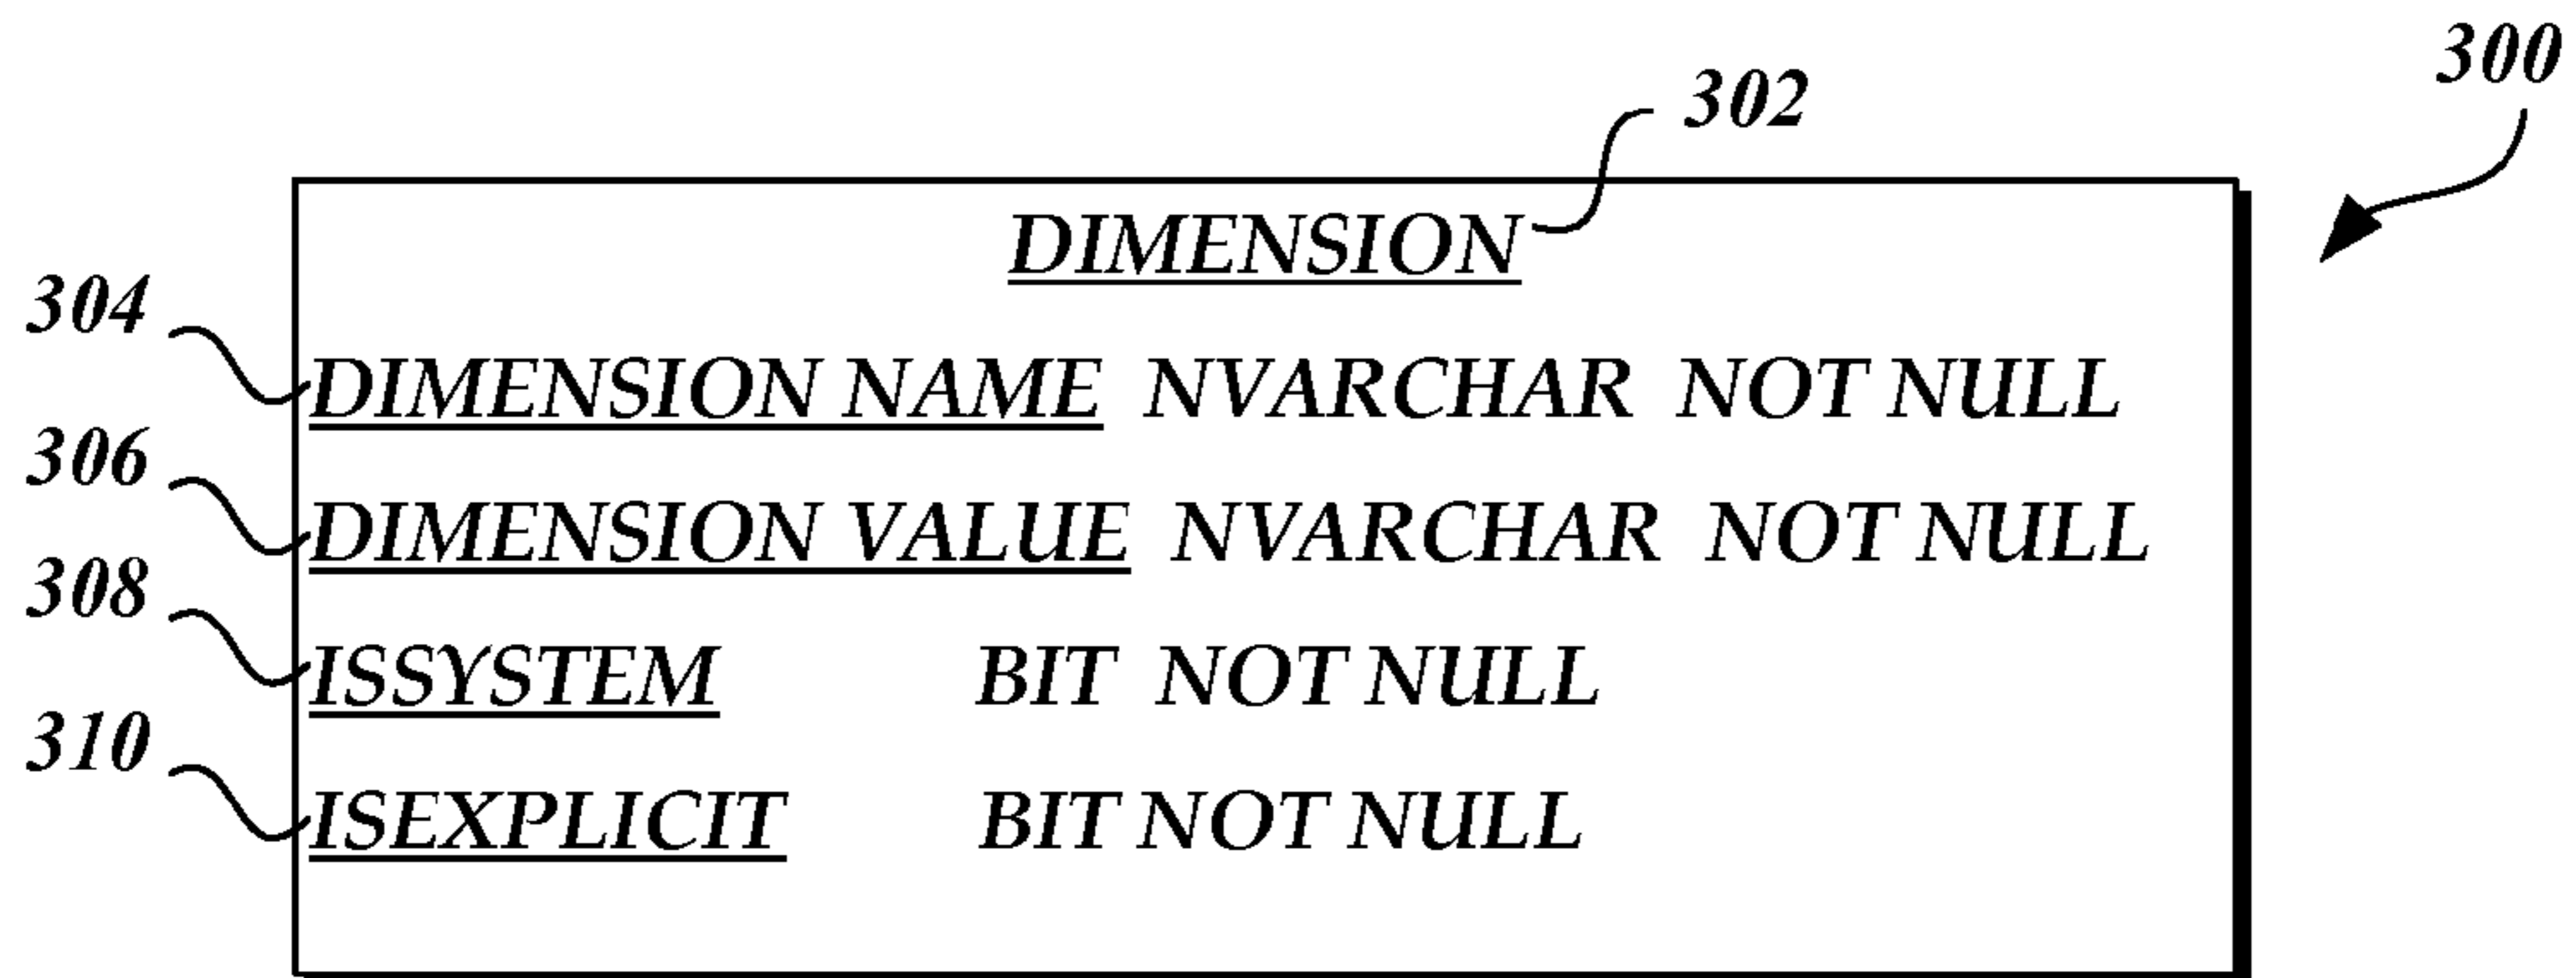 300
302
DIMENSION
304
DIMENSION NAME NVARCHAR NOT NULL
306
DIMENSION VALUE NVARCHAR NOT NULL
308
ISSYSTEM BIT NOT NULL
310
ISEXPLICIT BIT NOT NULL